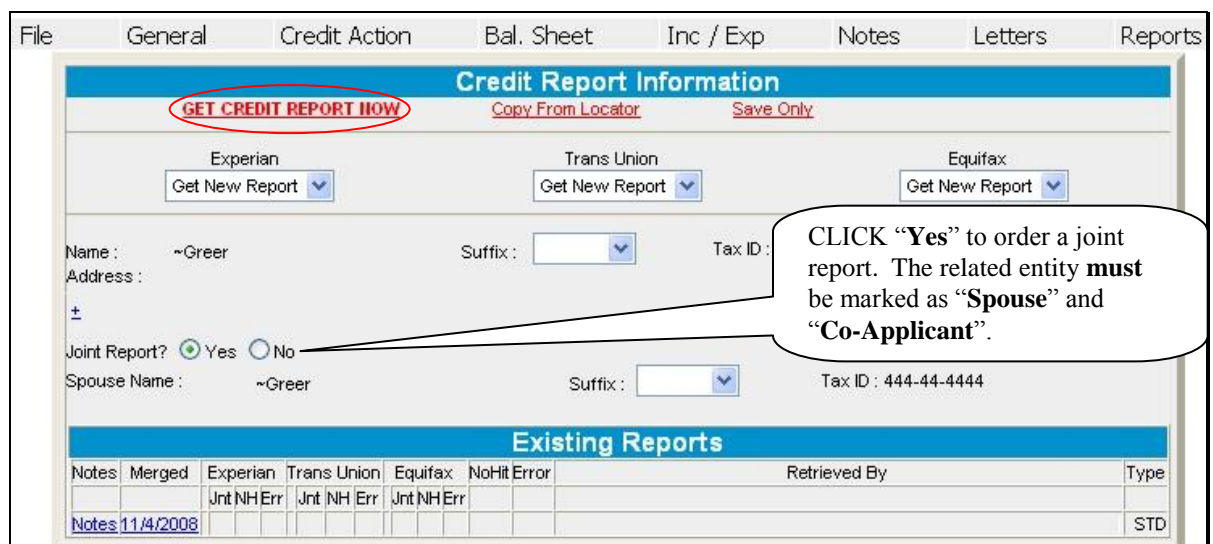 File General Credit Action Bal. Sheet Inc / Exp Notes Letters Reports
Credit Report Information
GET CREDIT REPORT NOW Copy From Locator Save Only
Experian Trans Union Equifax
Get New Report Get New Report Get New Report
Name : ~Greer Suffix : Tax ID :
Address :
±
Joint Report? Yes No
Spouse Name : ~Greer Suffix : Tax ID : 444-44-4444
CLICK “Yes” to order a joint
report. The related entity must
be marked as “Spouse” and
“Co-Applicant”.
Existing Reports
Notes Merged Experian Trans Union Equifax NoHit Error Retrieved By Type
Jnt NH Err Jnt NH Err Jnt NH Err
Notes 11/4/2008 STD